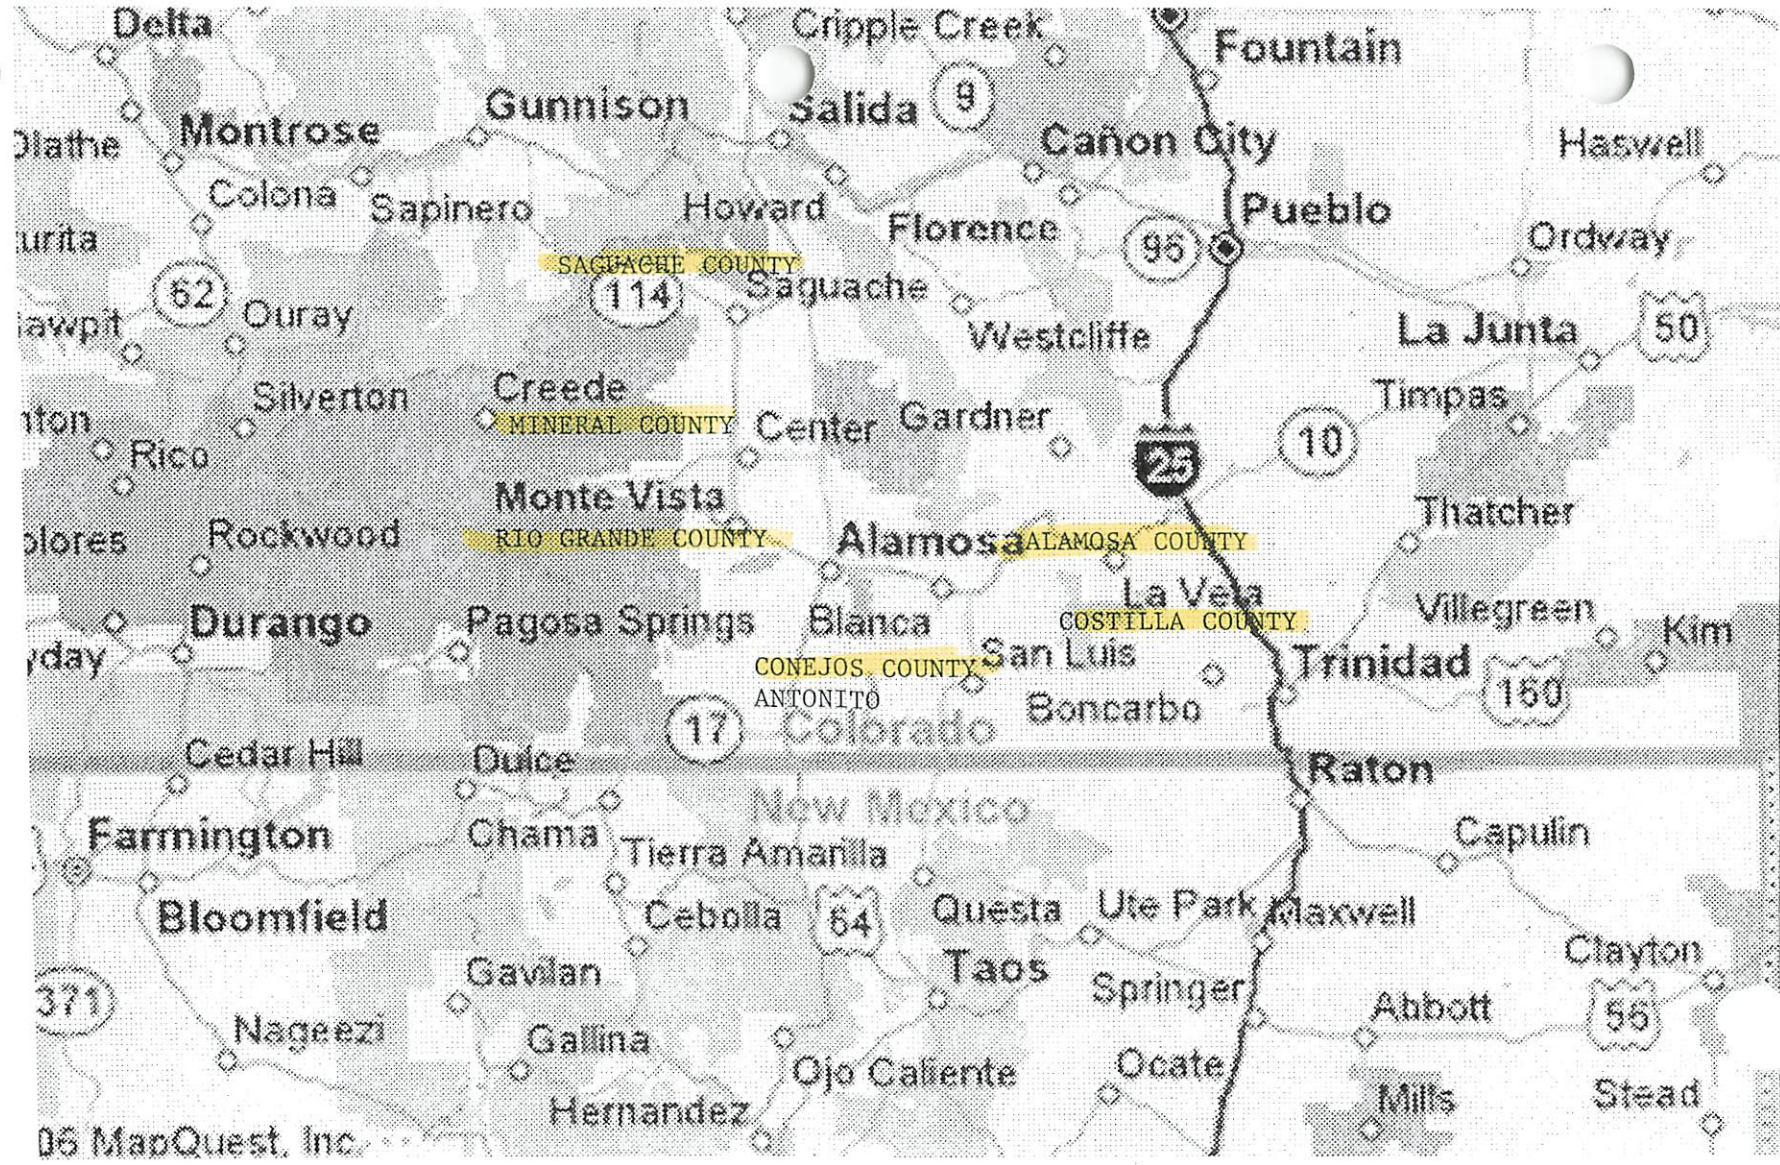 Delta
Cripple Creek
Fountain
Gunnison
Salida
9
Montrose
Cañon City
Olathe
Haswell
Colona
Sapinero
Howard
Florence
Pueblo
96
Ordway
urita
SAGUACHE COUNTY
62
114
Saguache
Ouray
awpit
Westcliffe
La Junta
50
Silverton
Creede
Timpas
MINERAL COUNTY
nton
Rico
Center
Gardner
10
25
Monte Vista
Thatcher
RIO GRANDE COUNTY
olores
Rockwood
Alamosa
ALAMOSA COUNTY
La Veta
COSTILLA COUNTY
Villegreen
Kim
Durango
Pagosa Springs
Blanca
yday
CONEJOS COUNTY
San Luis
Trinidad
ANTONITO
160
Boncarbo
17
Colorado
Cedar Hill
Dulce
Raton
New Mexico
Farmington
Chama
Tierra Amarilla
Capulin
Bloomfield
Cebolla
64
Questa
Ute Park
Maxwell
Gavilan
Taos
Clayton
371
Springer
Abbott
56
Nageezi
Gallina
Ojo Caliente
Ocate
Hernandez
Mills
Stead
06 MapQuest, Inc